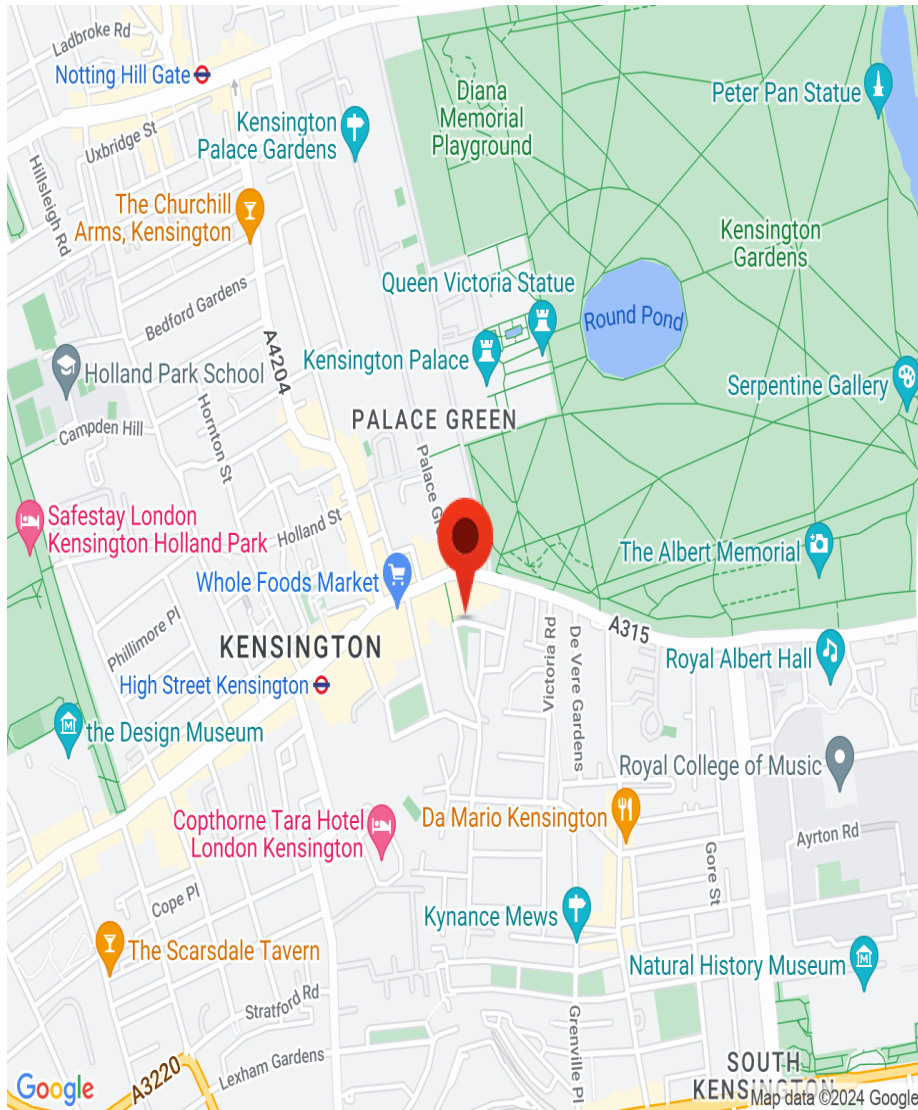 Ladbroke Rd
Notting Hill Gate
Uxbridge St
Hillsleigh Rd
Kensington
Palace Gardens
Diana
Memorial
Playground
Peter Pan Statue
The Churchill
Arms, Kensington
Kensington
Gardens
Bedford Gardens
Queen Victoria Statue
Round Pond
A4204
Kensington Palace
Holland Park School
Serpentine Gallery
Hornton St
Campden Hill
PALACE GREEN
Palace Gr
Safestay London
Kensington Holland Park
Holland St
The Albert Memorial
Whole Foods Market
Phillimore Pl
KENSINGTON
A315
Victoria Rd
De Vere Gardens
Royal Albert Hall
High Street Kensington
the Design Museum
Royal College of Music
Copthorne Tara Hotel
London Kensington
Da Mario Kensington
Ayrton Rd
Gore St
Cope Pl
Kynance Mews
The Scarsdale Tavern
Natural History Museum
Stratford Rd
Grenville Pl
Lexham Gardens
A3220
SOUTH
KENSINGTON
Google
Map data ©2024 Google